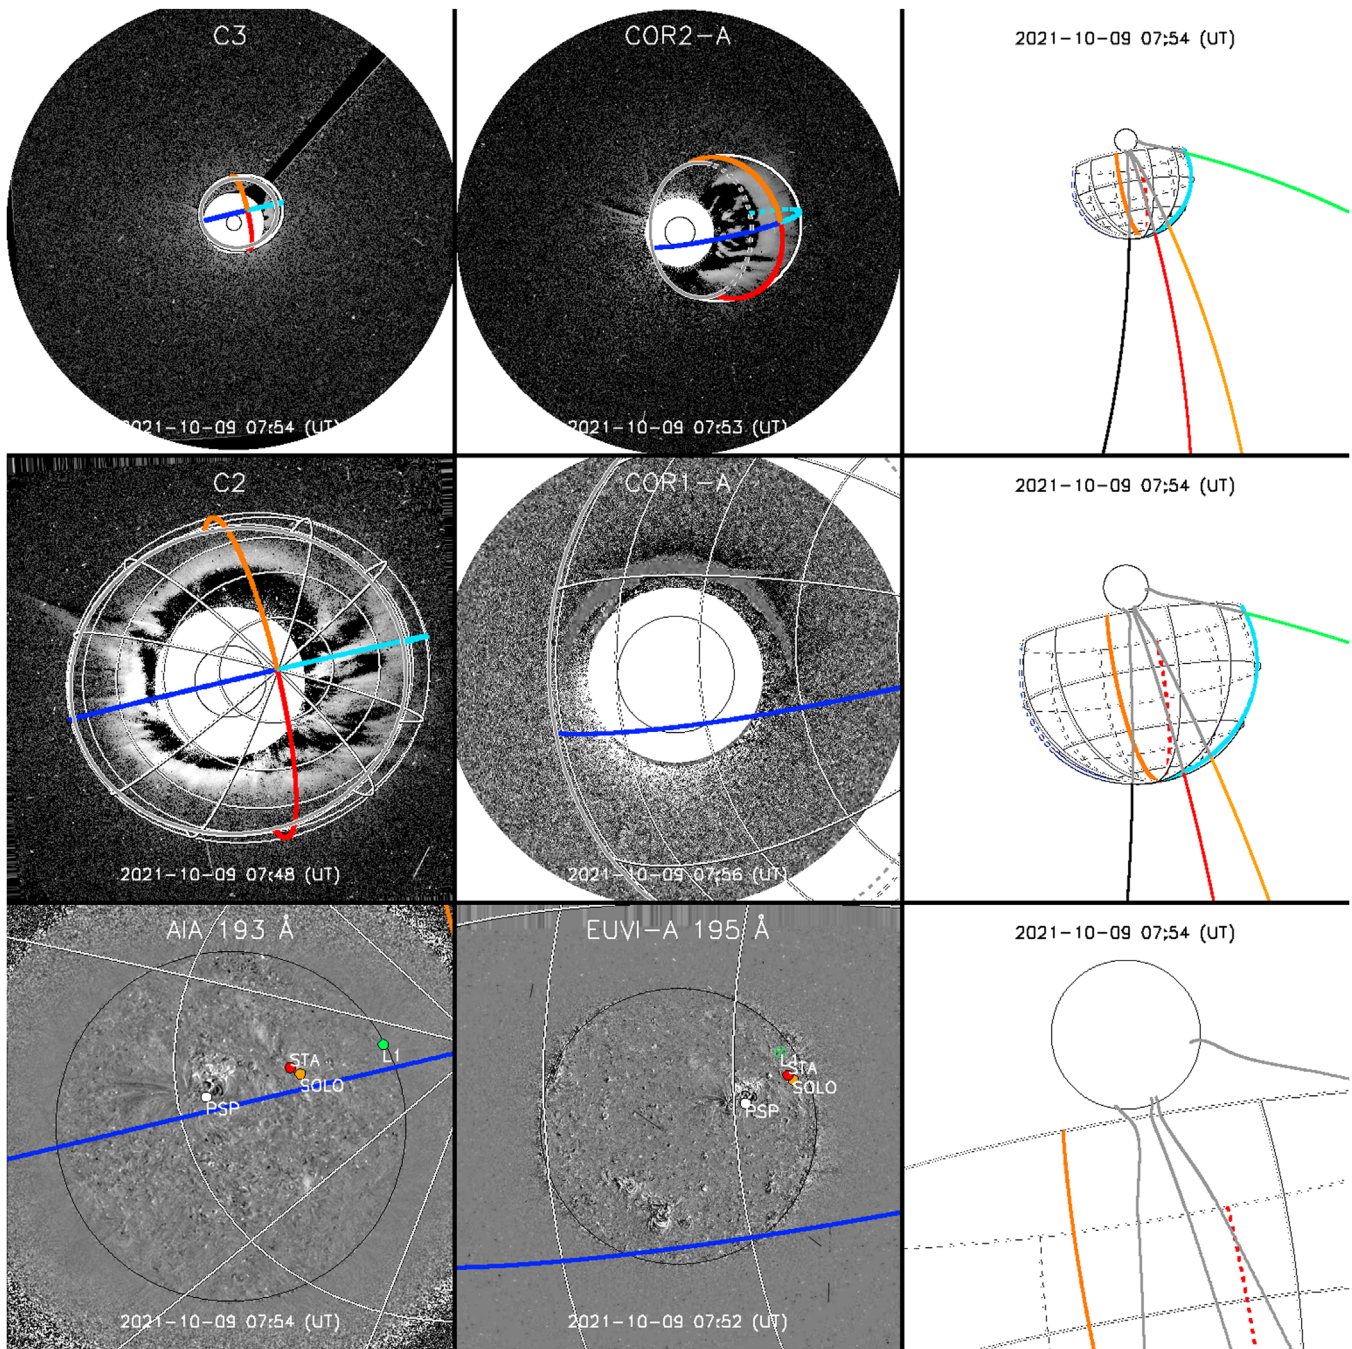 C3
COR2-A
2021-10-09 07:54 (UT)
2021-10-09 07:54 (UT)
2021-10-09 07:53 (UT)
C2
COR1-A
2021-10-09 07:54 (UT)
2021-10-09 07:48 (UT)
2021-10-09 07:56 (UT)
AIA 193 Å
EUVI-A 195 Å
2021-10-09 07:54 (UT)
L1
STA
SOLO
PSP
L1
STA
SOLO
PSP
2021-10-09 07:54 (UT)
2021-10-09 07:52 (UT)